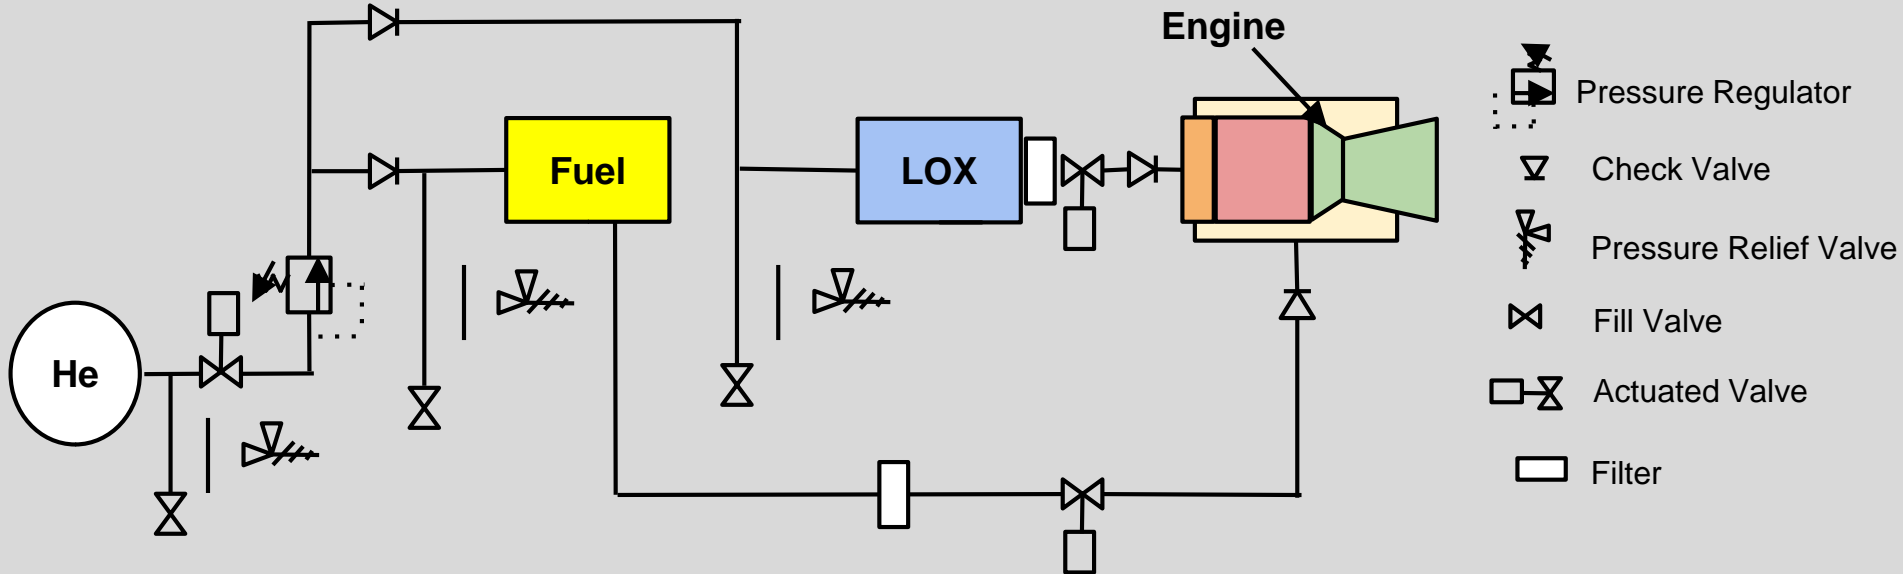 Engine
Pressure Regulator
Fuel
LOX
Check Valve
Pressure Relief Valve
Fill Valve
He
Actuated Valve
Filter